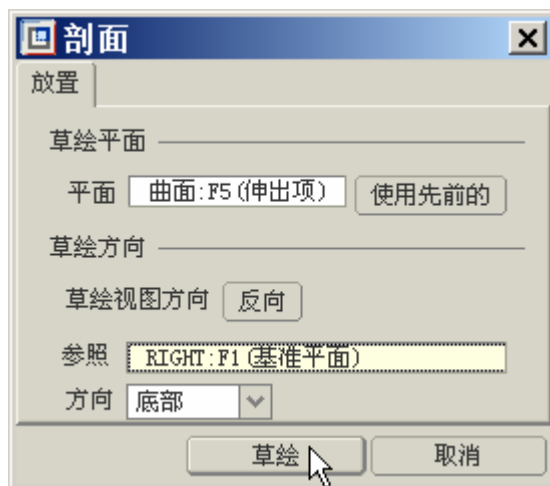 剖面
放置
草绘平面
平面 曲面:F5(伸出项) 使用先前的
草绘方向
草绘视图方向 反向
参照 RIGHT:F1(基准平面)
方向 底部
草绘 取消